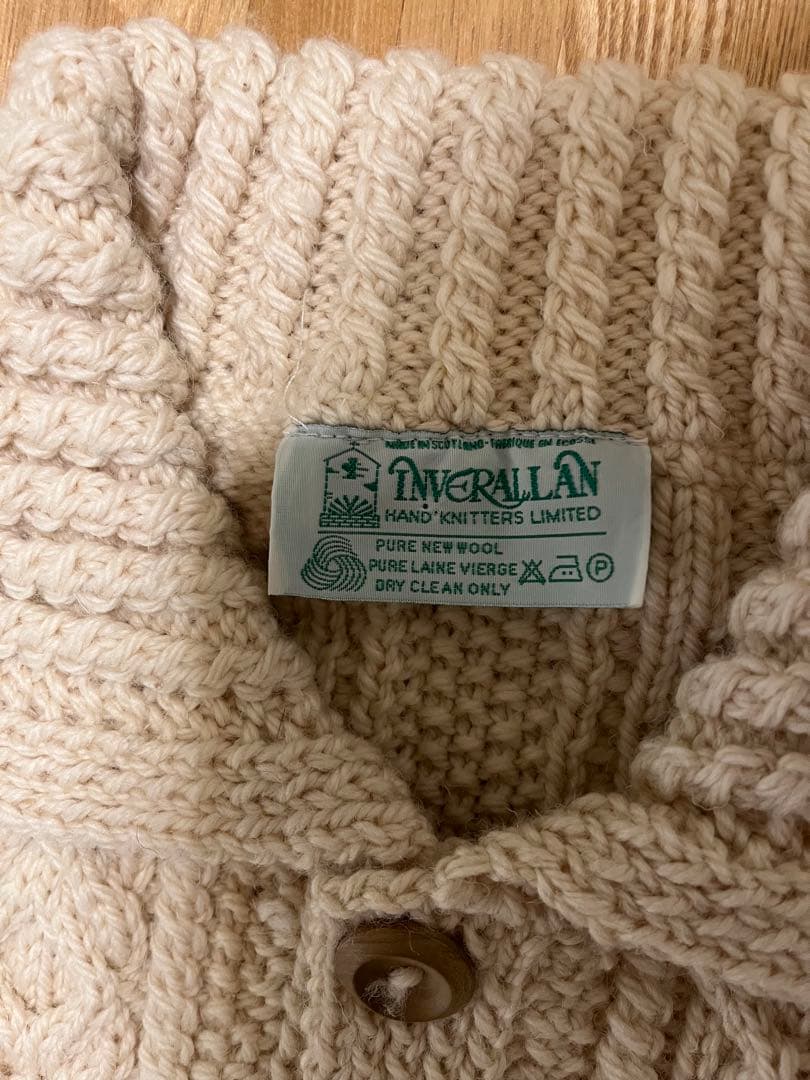 MADE IN SCOTLAND - FABRIQUE EN ECOSSE
INVERALLAN
HAND KNITTERS LIMITED
PURE NEW WOOL
PURE LAINE VIERGE
DRY CLEAN ONLY P